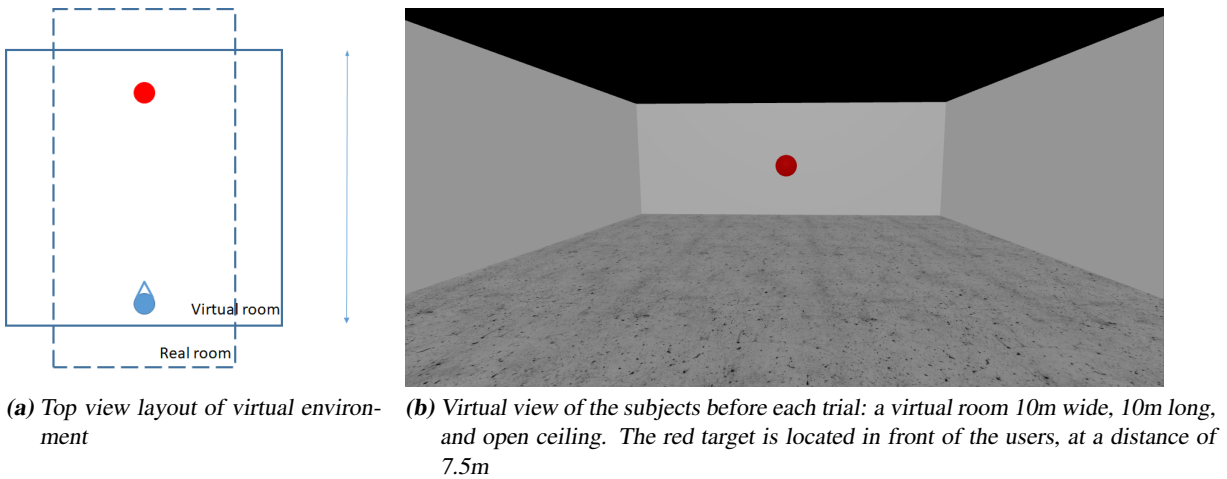 Virtual room
Real room
(a) Top view layout of virtual environ-
ment
(b) Virtual view of the subjects before each trial: a virtual room 10m wide, 10m long,
and open ceiling. The red target is located in front of the users, at a distance of
7.5m